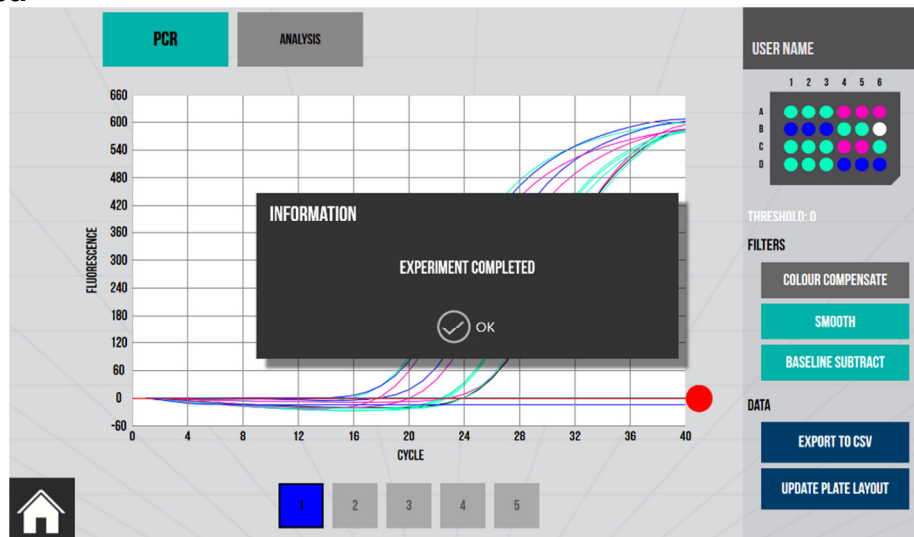 PCR
ANALYSIS
660
600
540
480
420
360
300
240
180
120
60
0
-60
FLUORESCENCE
0 4 8 12 16 20 24 28 32 36 40
CYCLE
INFORMATION
EXPERIMENT COMPLETED
OK
1 2 3 4 5
USER NAME
1 2 3 4 5 6
A
B
C
D
THRESHOLD: 0
FILTERS
COLOUR COMPENSATE
SMOOTH
BASELINE SUBTRACT
DATA
EXPORT TO CSV
UPDATE PLATE LAYOUT